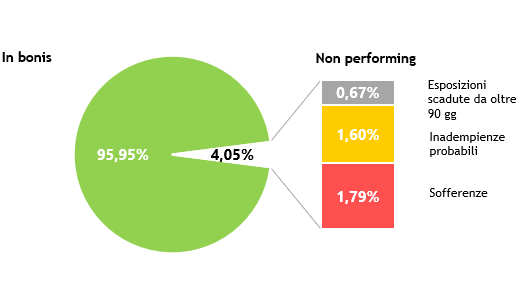 In bonis
Non performing
95,95%
4,05%
0,67%
Esposizioni
scadute da oltre
90 gg
1,60%
Inadempienze
probabili
1,79%
Sofferenze